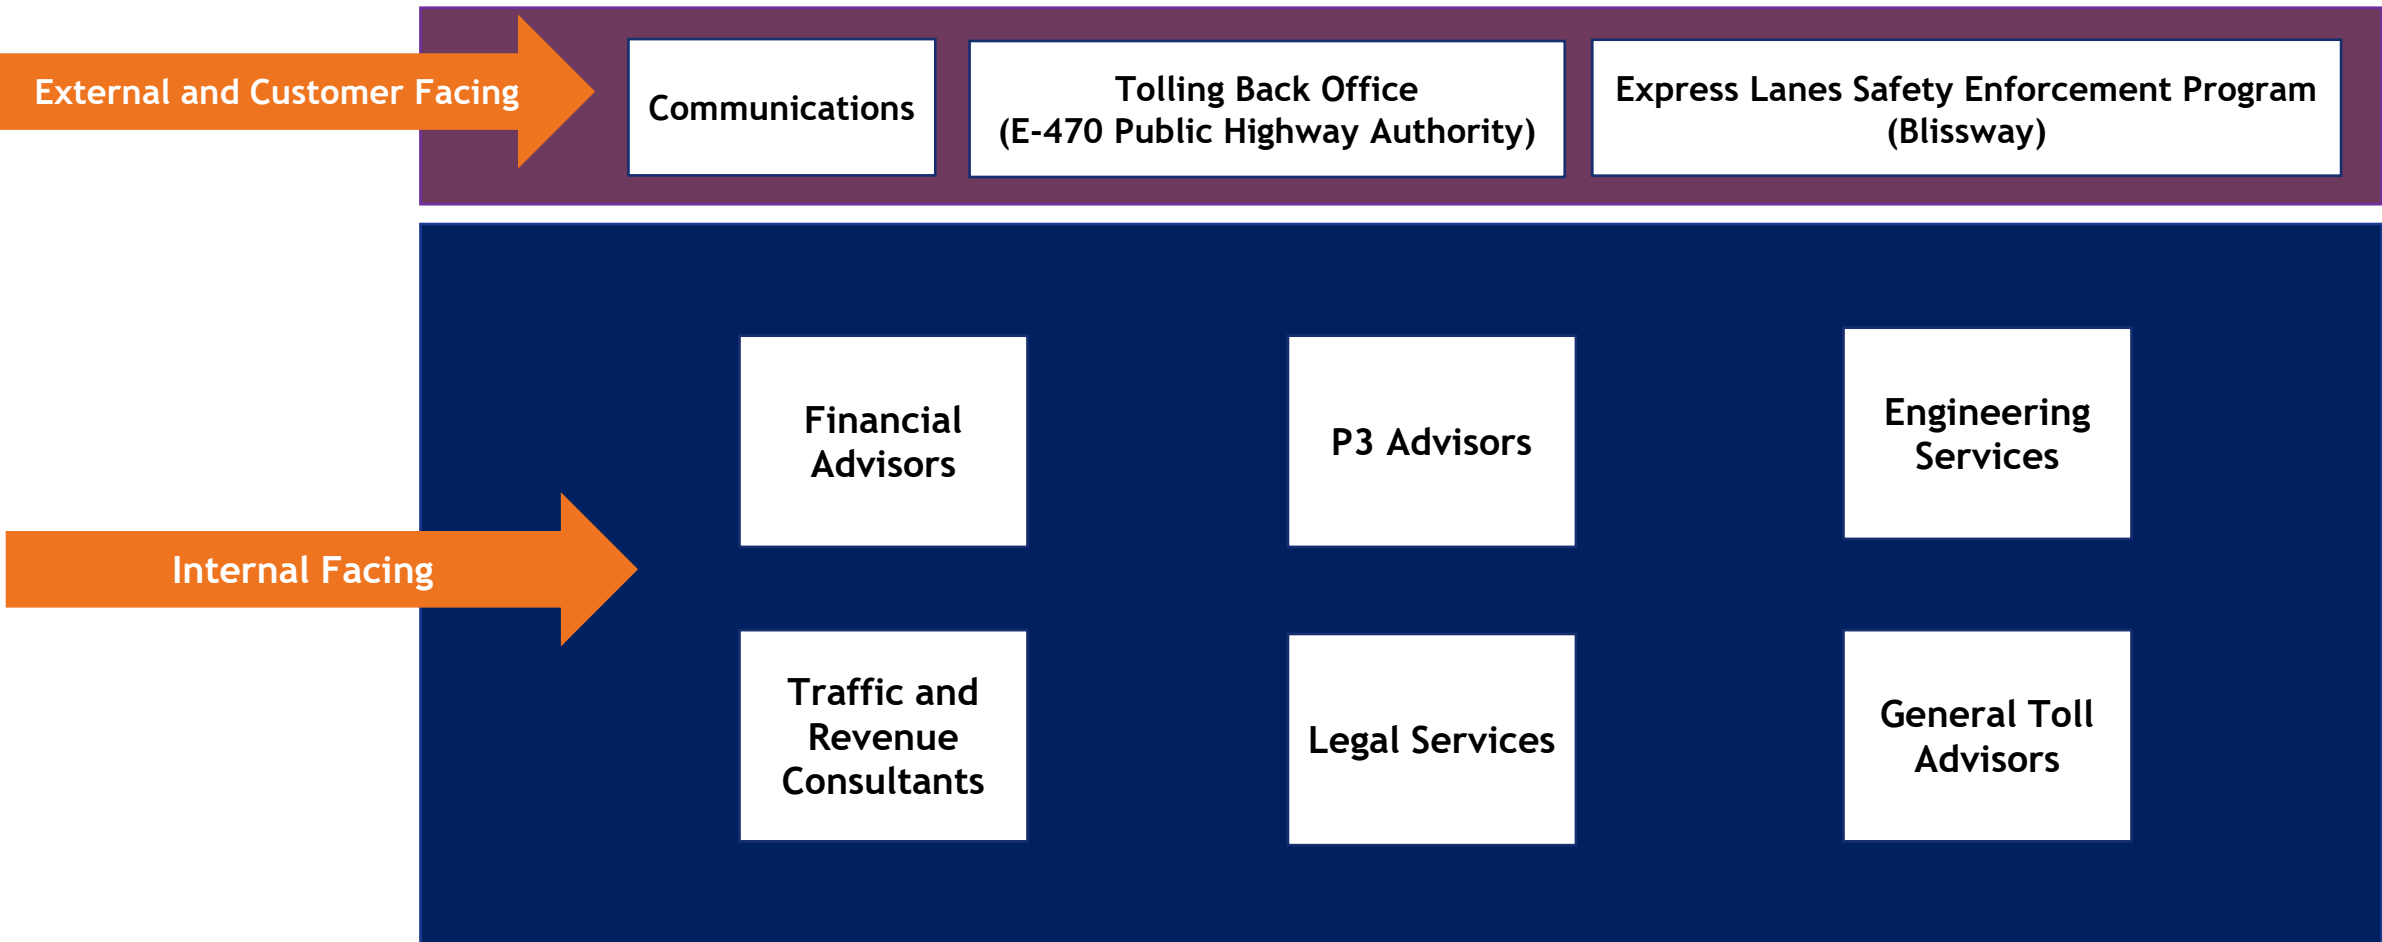 External and Customer Facing
Communications
Tolling Back Office
(E-470 Public Highway Authority)
Express Lanes Safety Enforcement Program
(Blissway)
Internal Facing
Financial
Advisors
P3 Advisors
Engineering
Services
Traffic and
Revenue
Consultants
Legal Services
General Toll
Advisors